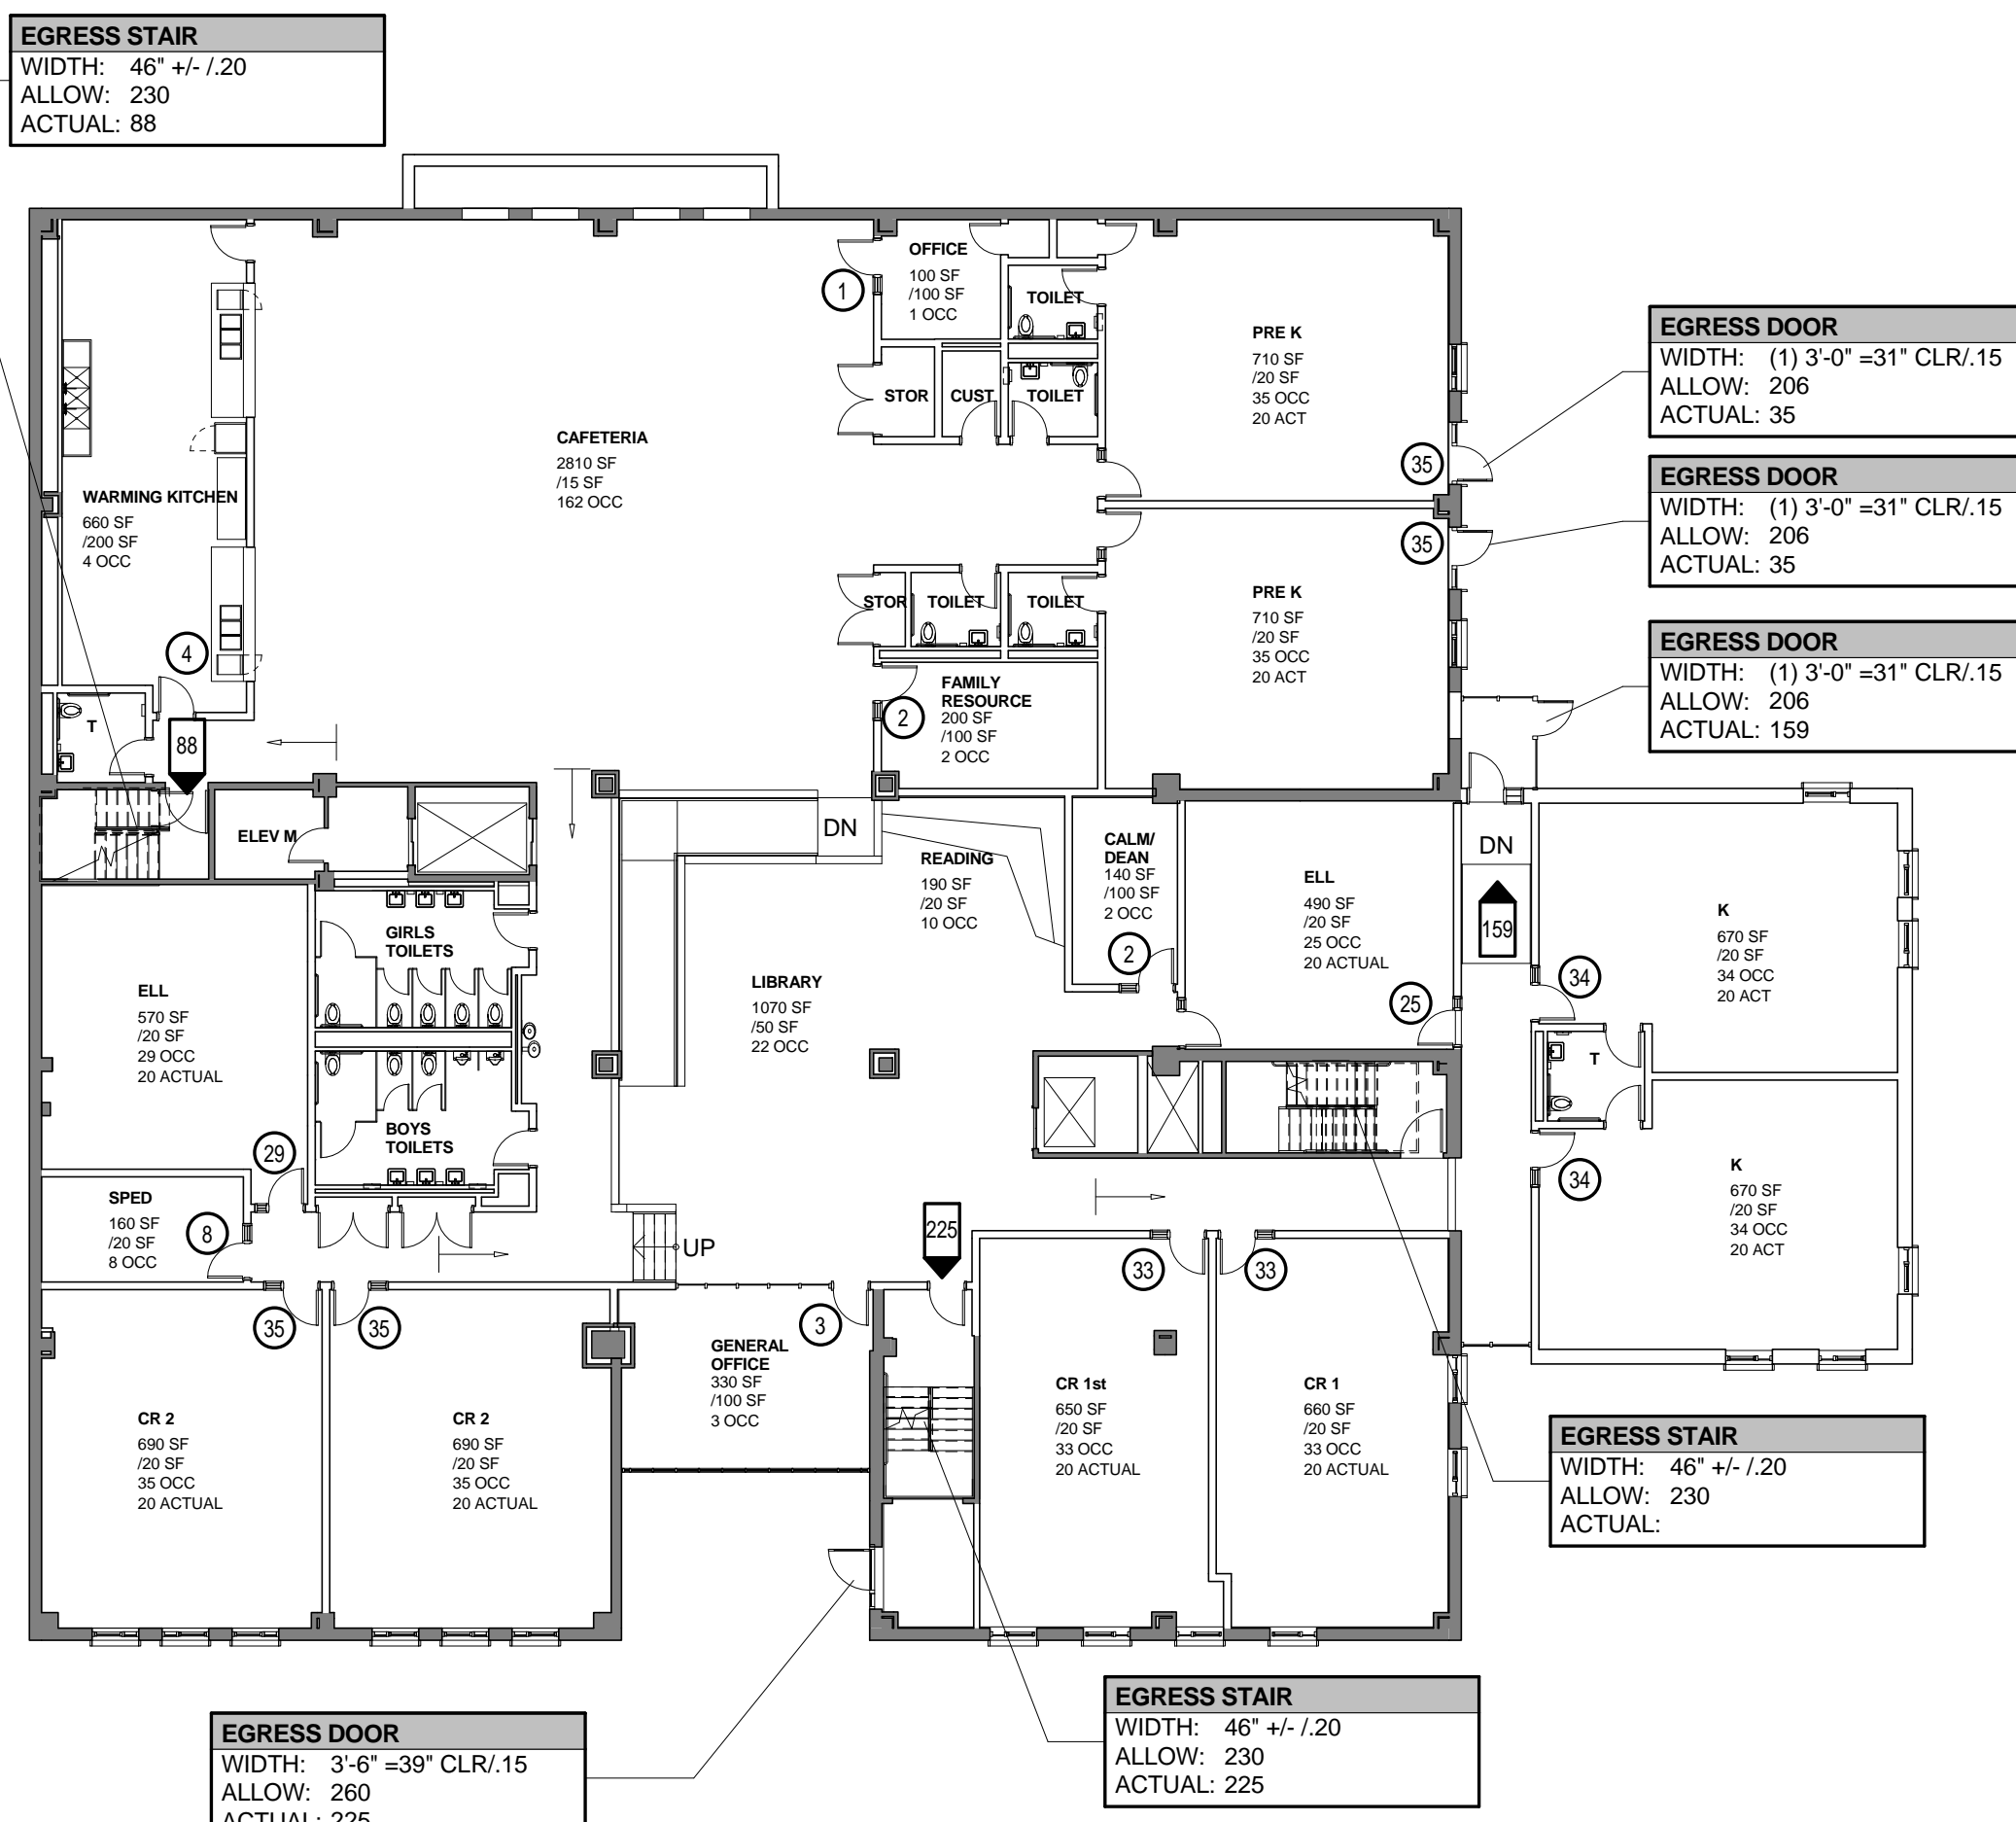 EGRESS STAIR
WIDTH: 46" +/- /.20
ALLOW: 230
ACTUAL: 88
OFFICE
100 SF
/100 SF
1 OCC
1
TOILET
PRE K
710 SF
/20 SF
35 OCC
20 ACT
35
EGRESS DOOR
WIDTH: (1) 3'-0" =31" CLR/.15
ALLOW: 206
ACTUAL: 35
STOR
CUST
TOILET
CAFETERIA
2810 SF
/15 SF
162 OCC
WARMING KITCHEN
660 SF
/200 SF
4 OCC
4
EGRESS DOOR
WIDTH: (1) 3'-0" =31" CLR/.15
ALLOW: 206
ACTUAL: 35
35
STOR
TOILET
TOILET
PRE K
710 SF
/20 SF
35 OCC
20 ACT
EGRESS DOOR
WIDTH: (1) 3'-0" =31" CLR/.15
ALLOW: 206
ACTUAL: 159
FAMILY
RESOURCE
200 SF
/100 SF
2 OCC
2
T
88
ELEV M
DN
READING
190 SF
/20 SF
10 OCC
CALM/
DEAN
140 SF
/100 SF
2 OCC
2
ELL
490 SF
/20 SF
25 OCC
20 ACTUAL
25
DN
159
K
670 SF
/20 SF
34 OCC
20 ACT
34
GIRLS
TOILETS
ELL
570 SF
/20 SF
29 OCC
20 ACTUAL
29
LIBRARY
1070 SF
/50 SF
22 OCC
T
BOYS
TOILETS
34
K
670 SF
/20 SF
34 OCC
20 ACT
SPED
160 SF
/20 SF
8 OCC
8
UP
225
33
33
35
35
3
GENERAL
OFFICE
330 SF
/100 SF
3 OCC
CR 2
690 SF
/20 SF
35 OCC
20 ACTUAL
CR 2
690 SF
/20 SF
35 OCC
20 ACTUAL
CR 1st
650 SF
/20 SF
33 OCC
20 ACTUAL
CR 1
660 SF
/20 SF
33 OCC
20 ACTUAL
EGRESS STAIR
WIDTH: 46" +/- /.20
ALLOW: 230
ACTUAL:
EGRESS STAIR
WIDTH: 46" +/- /.20
ALLOW: 230
ACTUAL: 225
EGRESS DOOR
WIDTH: 3'-6" =39" CLR/.15
ALLOW: 260
ACTUAL: 225